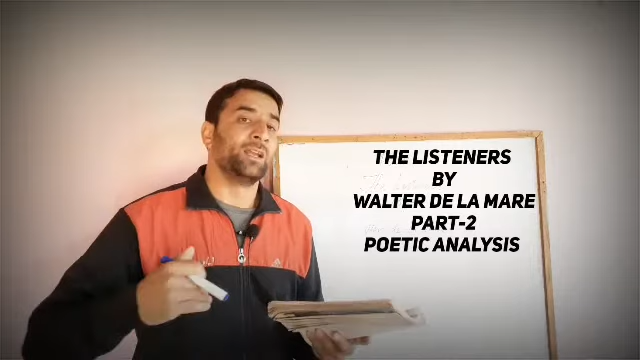 THE LISTENERS
BY
WALTER DE LA MARE
PART-2
POETIC ANALYSIS